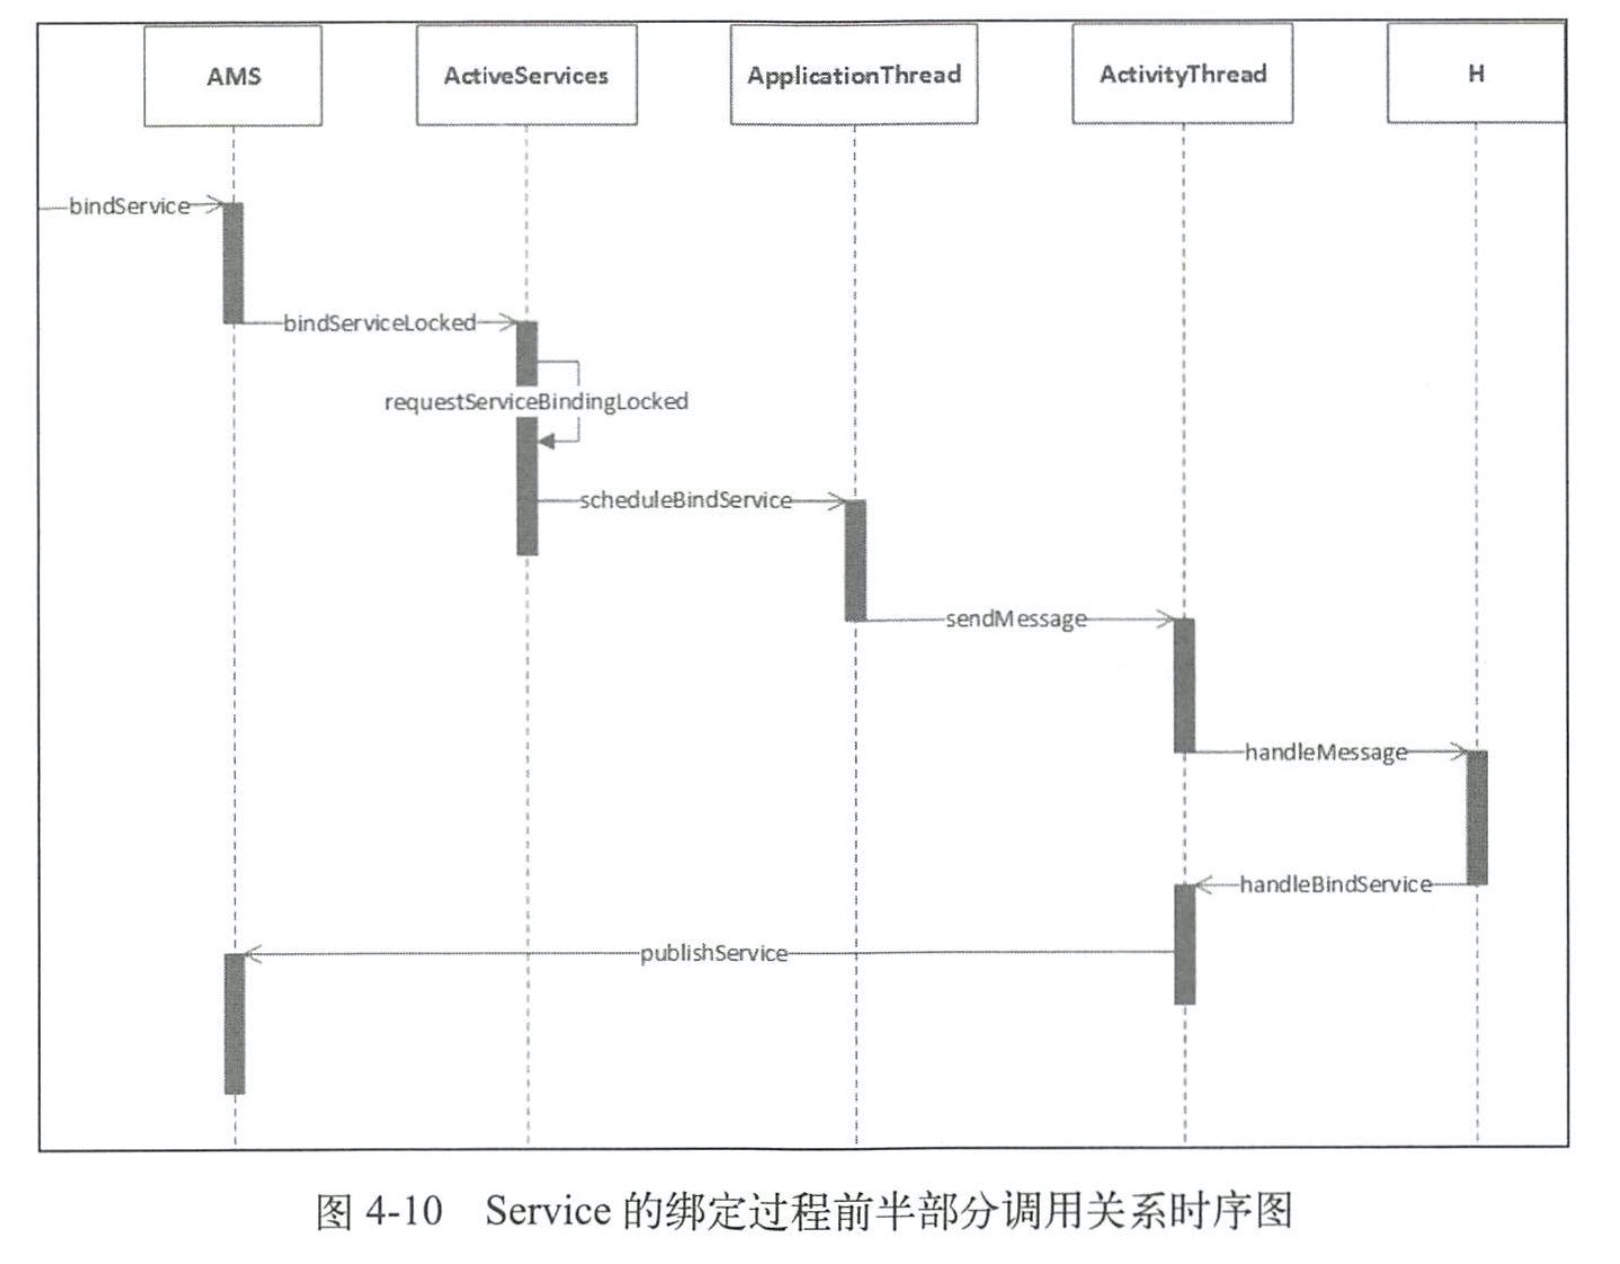 AMS ActiveServices ApplicationThread ActivityThread H
bindService
bindServiceLocked
requestServiceBindingLocked
scheduleBindService
sendMessage
handleMessage
handleBindService
publishService
图 4-10 Service 的绑定过程前半部分调用关系时序图